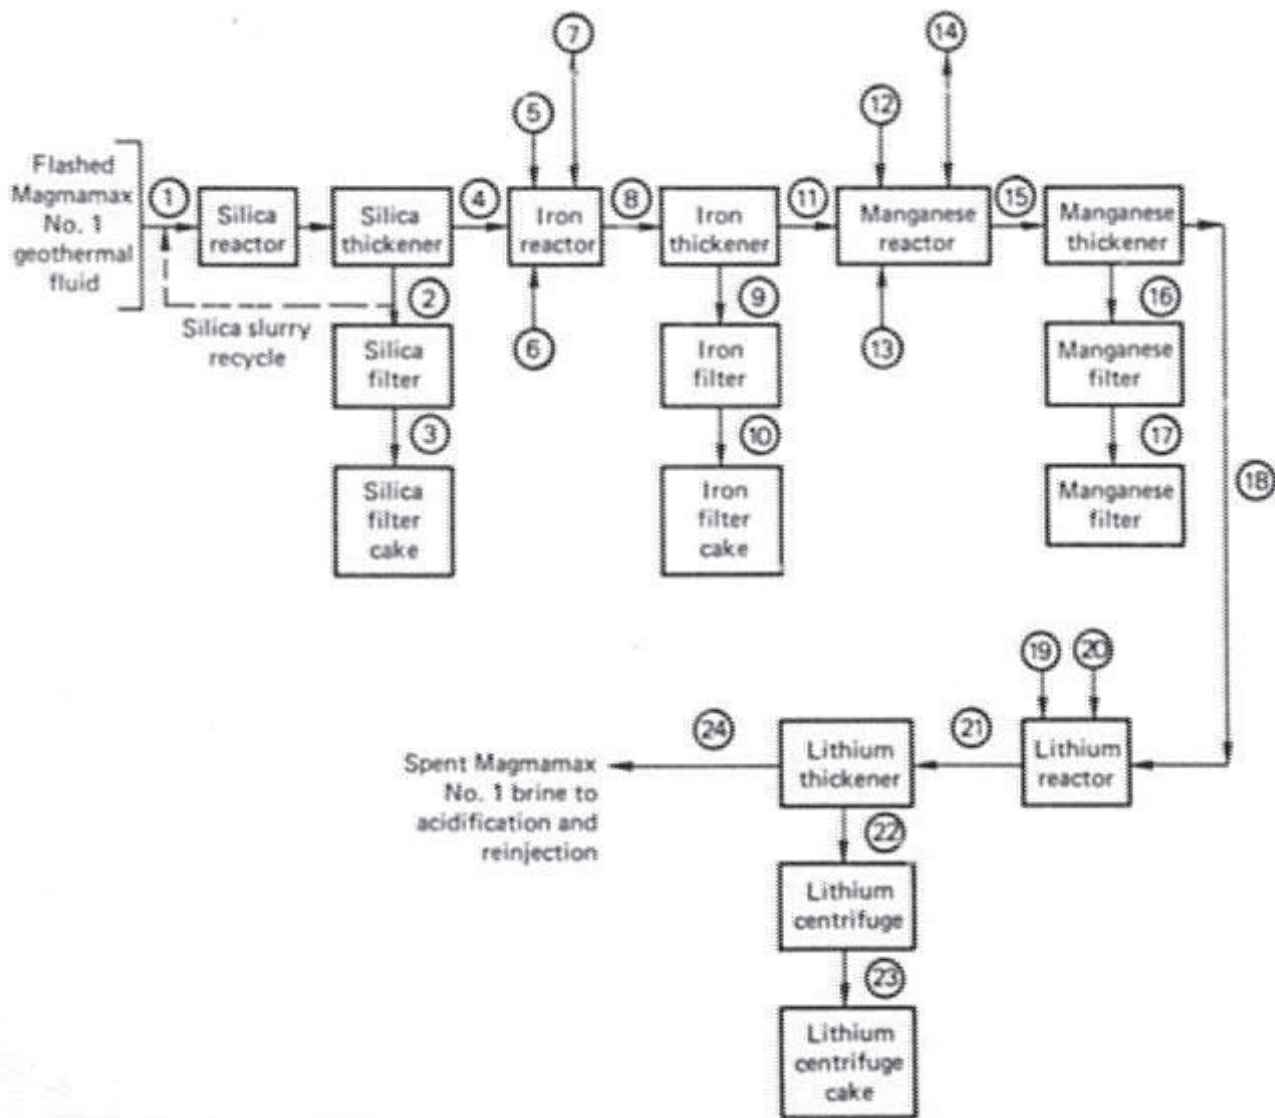 7
14
5
12
Flashed
Magmamax
No. 1
geothermal
fluid
1
Silica
reactor
Silica
thickener
4
Iron
reactor
8
Iron
thickener
11
Manganese
reactor
15
Manganese
thickener
2
Silica slurry
recycle
6
9
13
16
Silica
filter
Iron
filter
Manganese
filter
3
10
17
18
Silica
filter
cake
Iron
filter
cake
Manganese
filter
19
20
24
21
Spent Magmamax
No. 1 brine to
acidification and
reinjection
Lithium
thickener
Lithium
reactor
22
Lithium
centrifuge
23
Lithium
centrifuge
cake